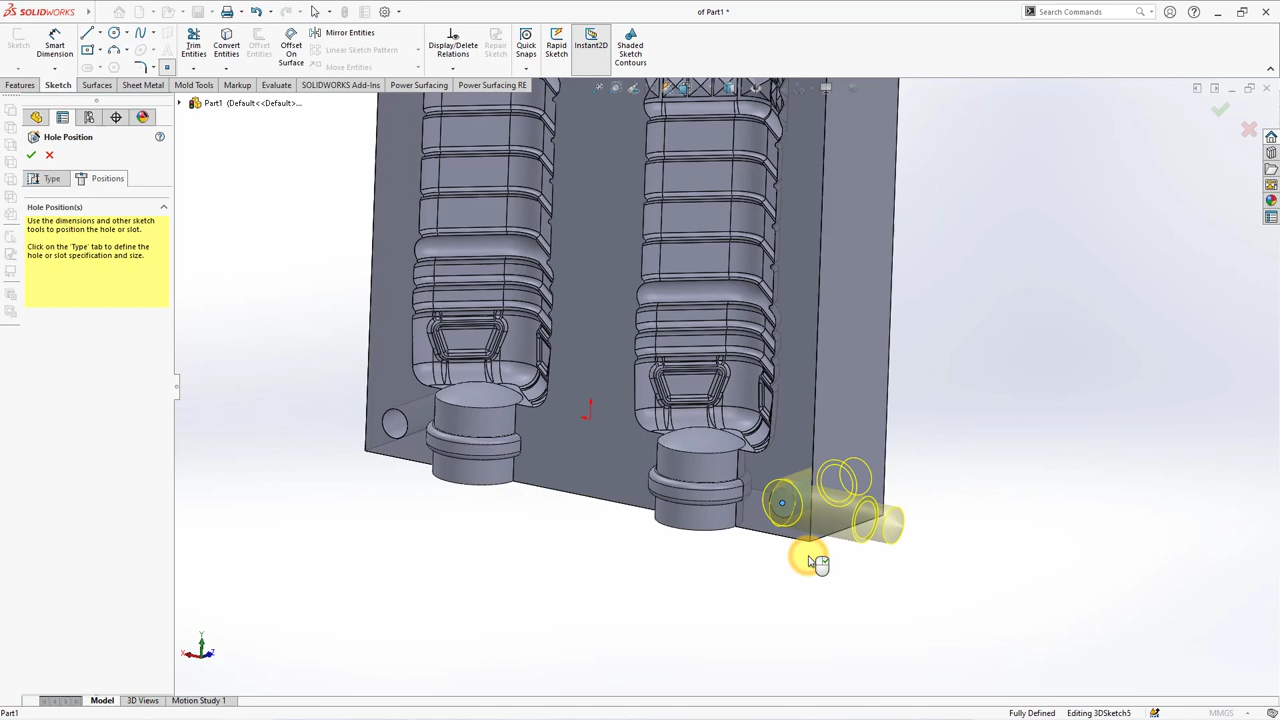 SOLIDWORKS
of Part1 *
Search Commands
Sketch
Smart Dimension
Trim Entities
Convert Entities
Offset Entities
Offset On Surface
Mirror Entities
Linear Sketch Pattern
Move Entities
Display/Delete Relations
Repair Sketch
Quick Snaps
Rapid Sketch
Instant2D
Shaded Sketch Contours
Features
Sketch
Sheet Metal
Surfaces
Mold Tools
Markup
Evaluate
SOLIDWORKS Add-Ins
Power Surfacing
Power Surfacing RE
Part1 (Default<<Default>...
Hole Position
Type
Positions
Hole Position(s)
Use the dimensions and other sketch
tools to position the hole or slot.
Click on the 'Type' tab to define the
hole or slot specification and size.
Y
X
Z
Model
3D Views
Motion Study 1
Part1
Fully Defined
Editing 3DSketch5
MMGS